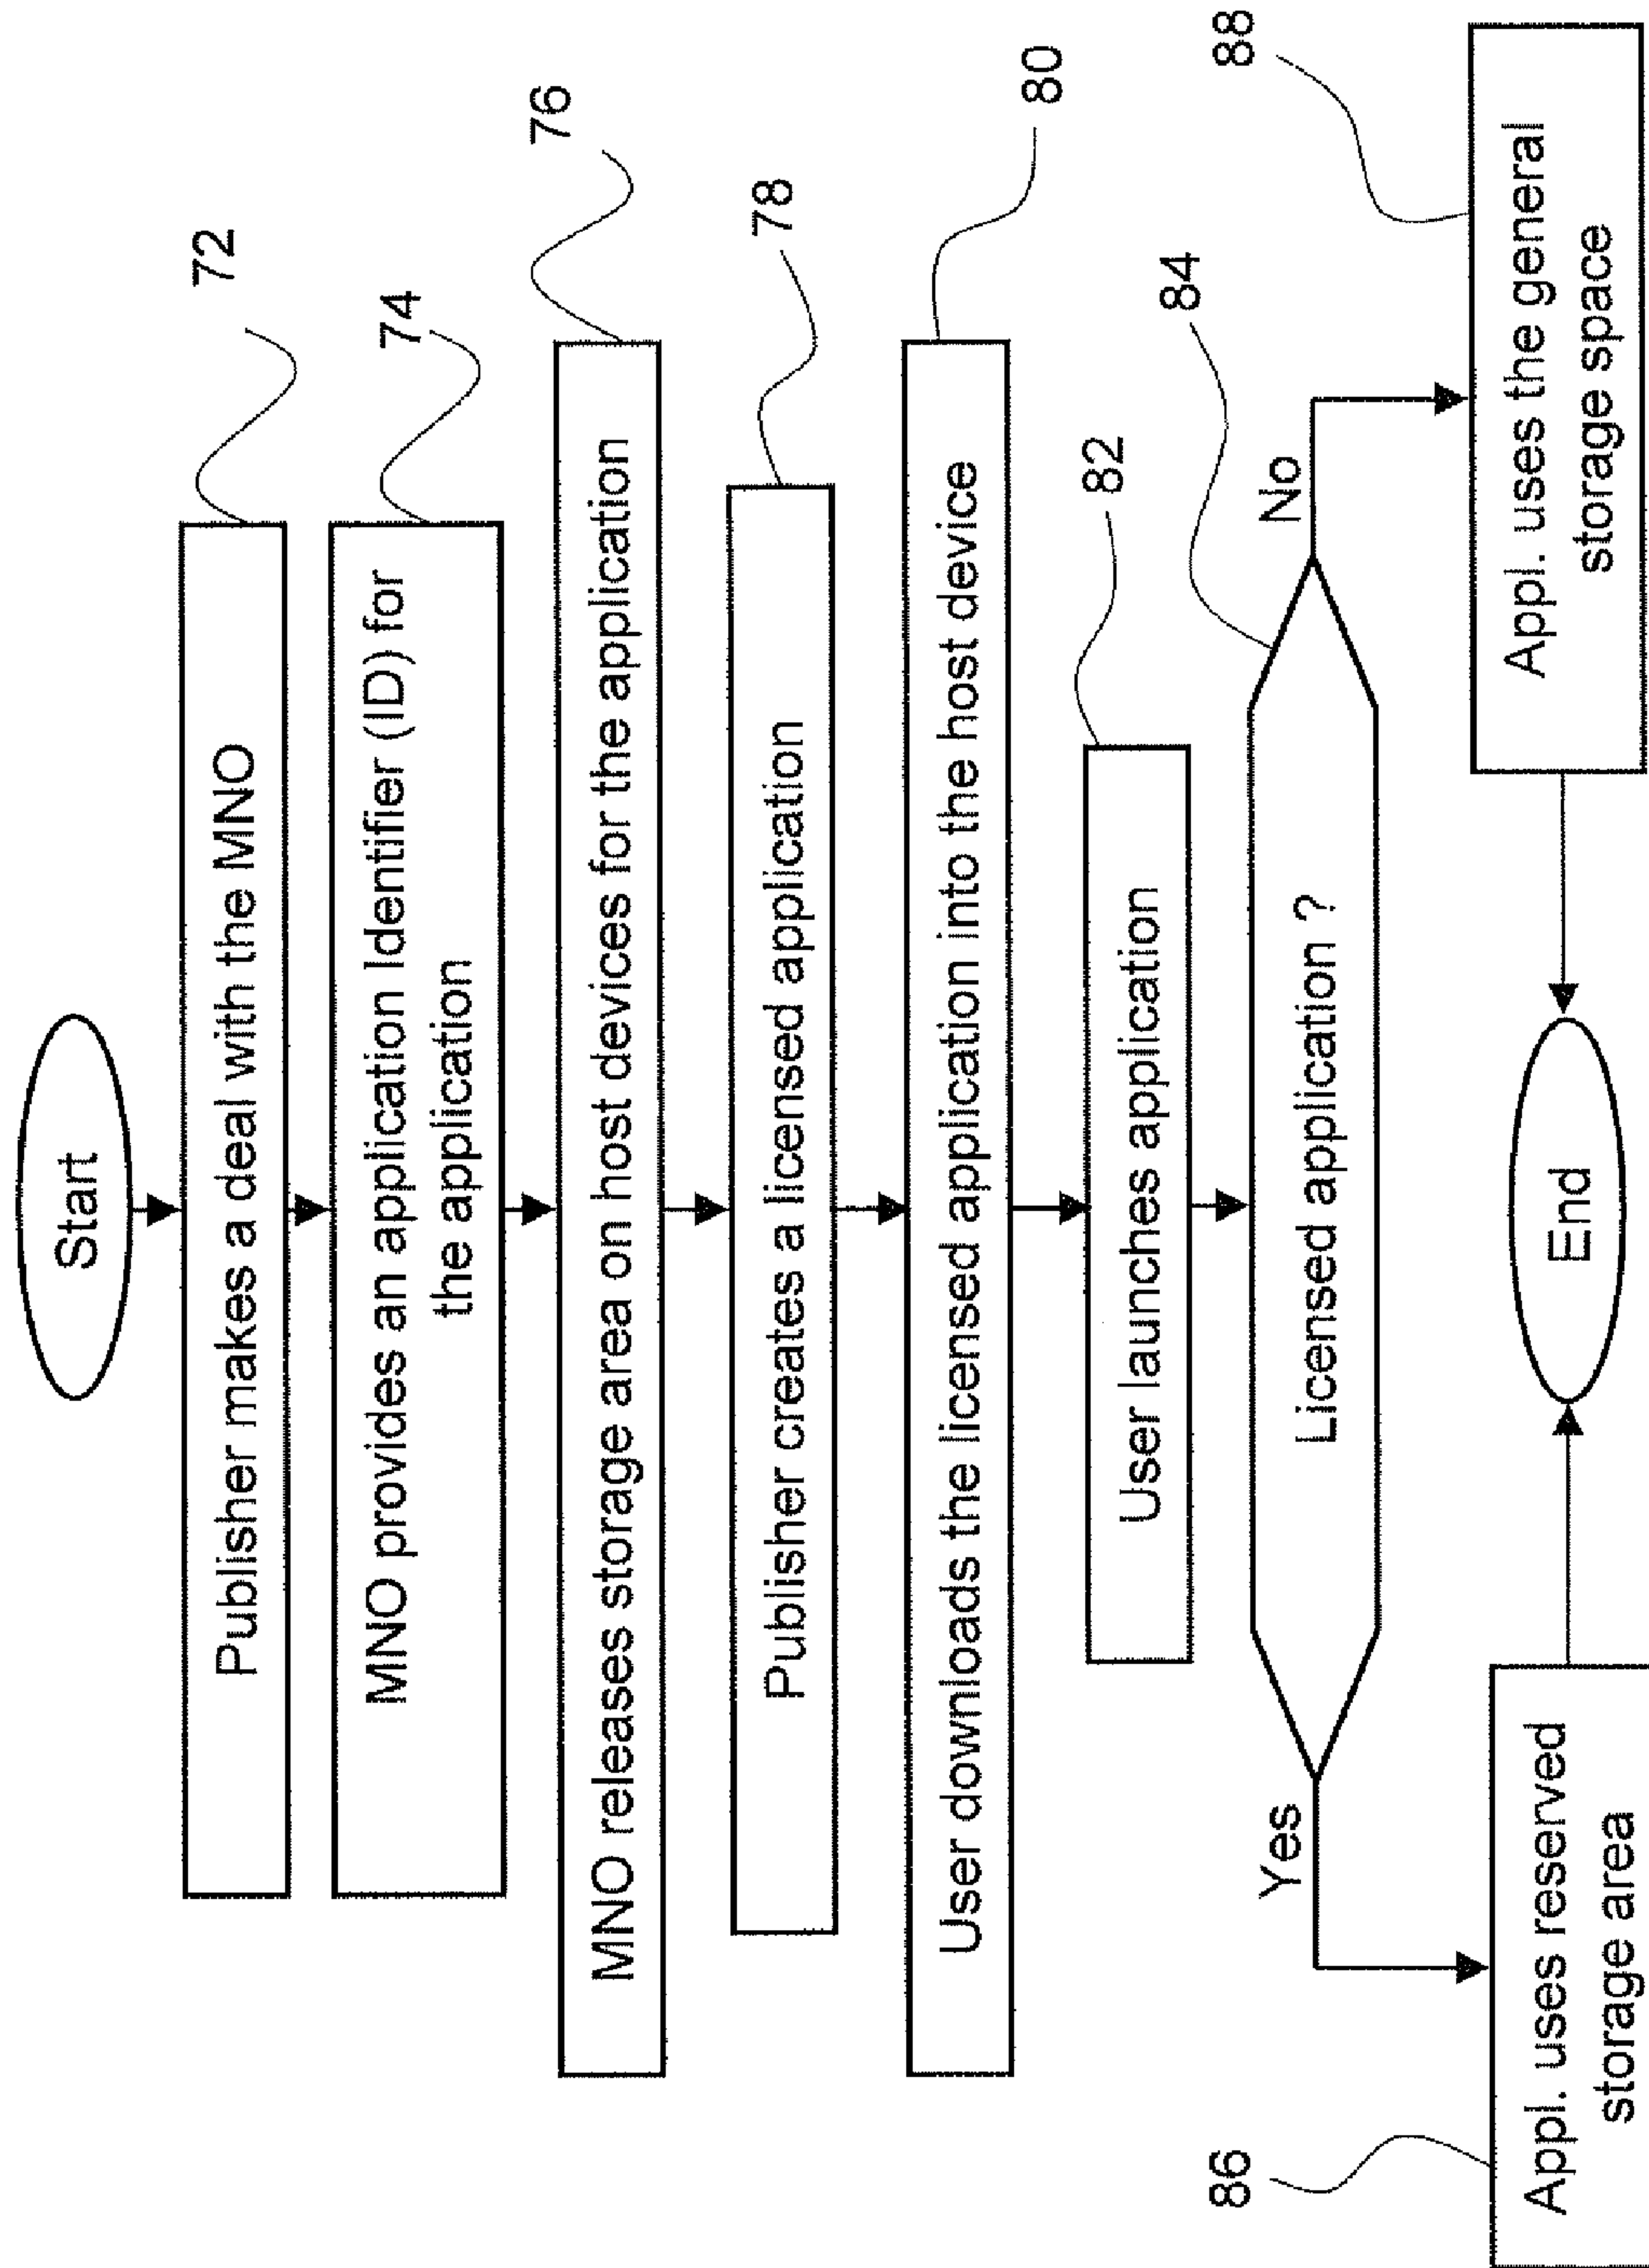 Start
Publisher makes a deal with the MNO
72
MNO provides an application Identifier (ID) for
the application
74
MNO releases storage area on host devices for the application
76
Publisher creates a licensed application
78
User downloads the licensed application into the host device
80
User launches application
82
Licensed application ?
84
Yes
No
Appl. uses reserved
storage area
86
Appl. uses the general
storage space
88
End